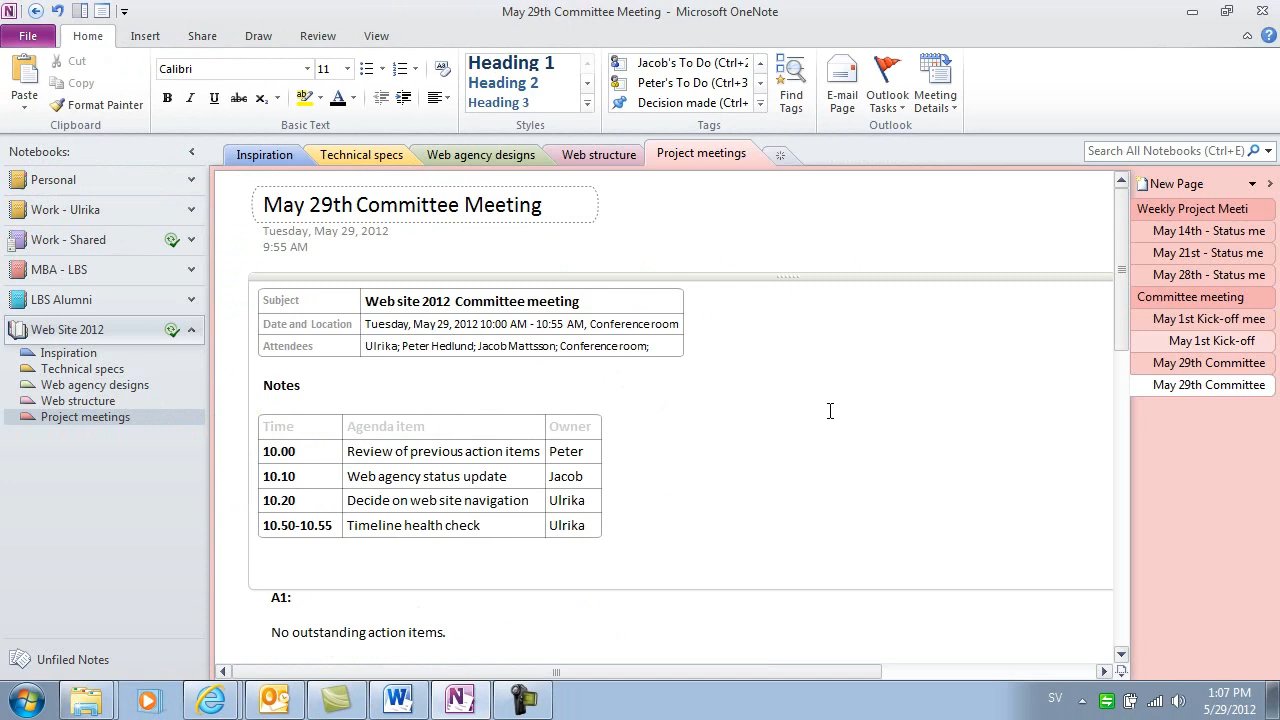 May 29th Committee Meeting - Microsoft OneNote
File Home Insert Share Draw Review View
Paste
Cut
Copy
Format Painter
Clipboard
Calibri 11
B I U abc x₂ ab A
Basic Text
Heading 1
Heading 2
Heading 3
Styles
Jacob's To Do (Ctrl+2
Peter's To Do (Ctrl+3
Decision made (Ctrl+
Tags
Find Tags
E-mail Page
Outlook Tasks
Meeting Details
Outlook
Notebooks:
Inspiration Technical specs Web agency designs Web structure Project meetings
Search All Notebooks (Ctrl+E)
Personal
Work - Ulrika
Work - Shared
MBA - LBS
LBS Alumni
Web Site 2012
Inspiration
Technical specs
Web agency designs
Web structure
Project meetings
Unfiled Notes
May 29th Committee Meeting
Tuesday, May 29, 2012
9:55 AM
Subject Web site 2012 Committee meeting
Date and Location Tuesday, May 29, 2012 10:00 AM - 10:55 AM, Conference room
Attendees Ulrika; Peter Hedlund; Jacob Mattsson; Conference room;
Notes
Time Agenda item Owner
10.00 Review of previous action items Peter
10.10 Web agency status update Jacob
10.20 Decide on web site navigation Ulrika
10.50-10.55 Timeline health check Ulrika
A1:
No outstanding action items.
New Page
Weekly Project Meeti
May 14th - Status me
May 21st - Status me
May 28th - Status me
Committee meeting
May 1st Kick-off mee
May 1st Kick-off
May 29th Committee
May 29th Committee
SV
1:07 PM
5/29/2012